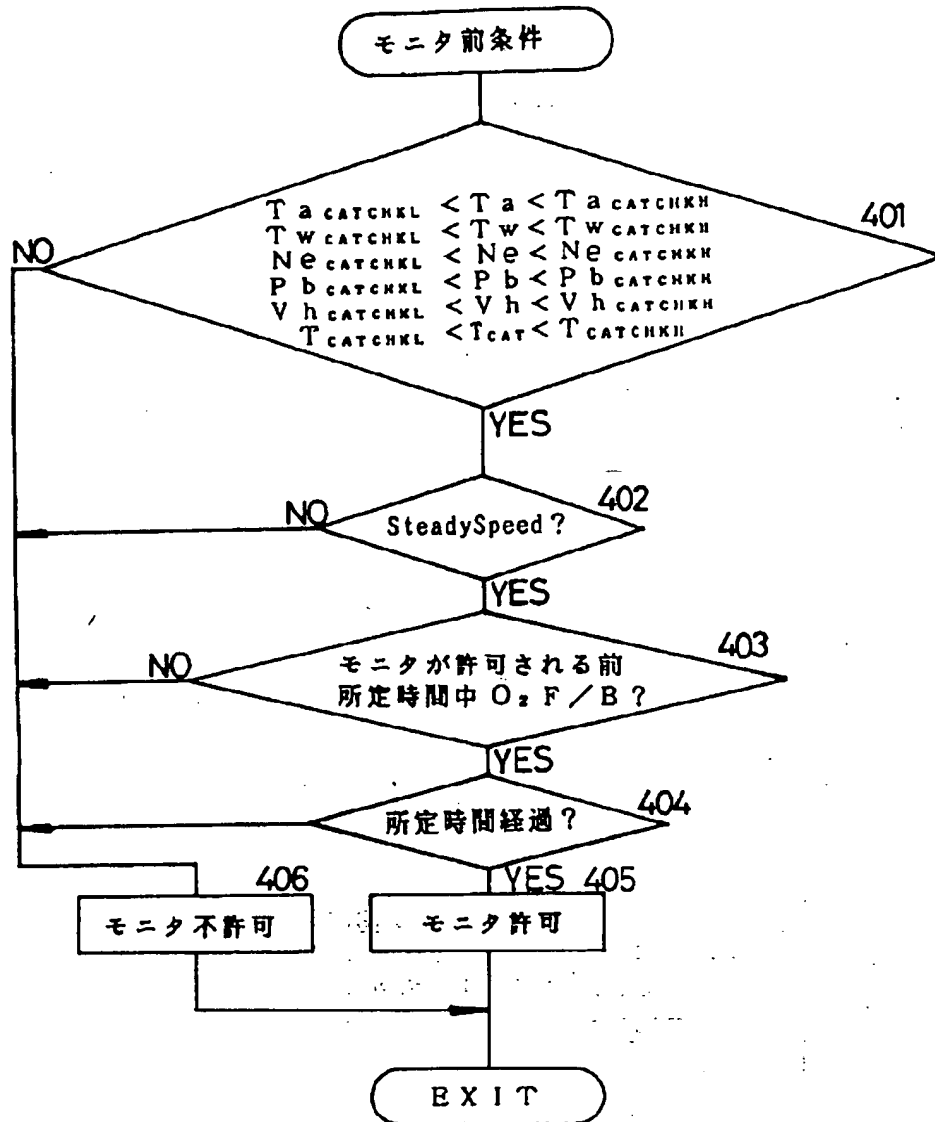 モニタ前条件
Ta CATCHKL < Ta < Ta CATCHKH
401
Tw CATCHKL < Tw < Tw CATCHKH
NO
Ne CATCHKL < Ne < Ne CATCHKH
Pb CATCHKL < Pb < Pb CATCHKH
Vh CATCHKL < Vh < Vh CATCHKH
T CATCHKL < TCAT < T CATCHKH
YES
402
NO
SteadySpeed?
YES
403
NO
モニタが許可される前
所定時間中O₂F/B?
YES
404
所定時間経過?
YES
406
405
モニタ不許可
モニタ許可
EXIT